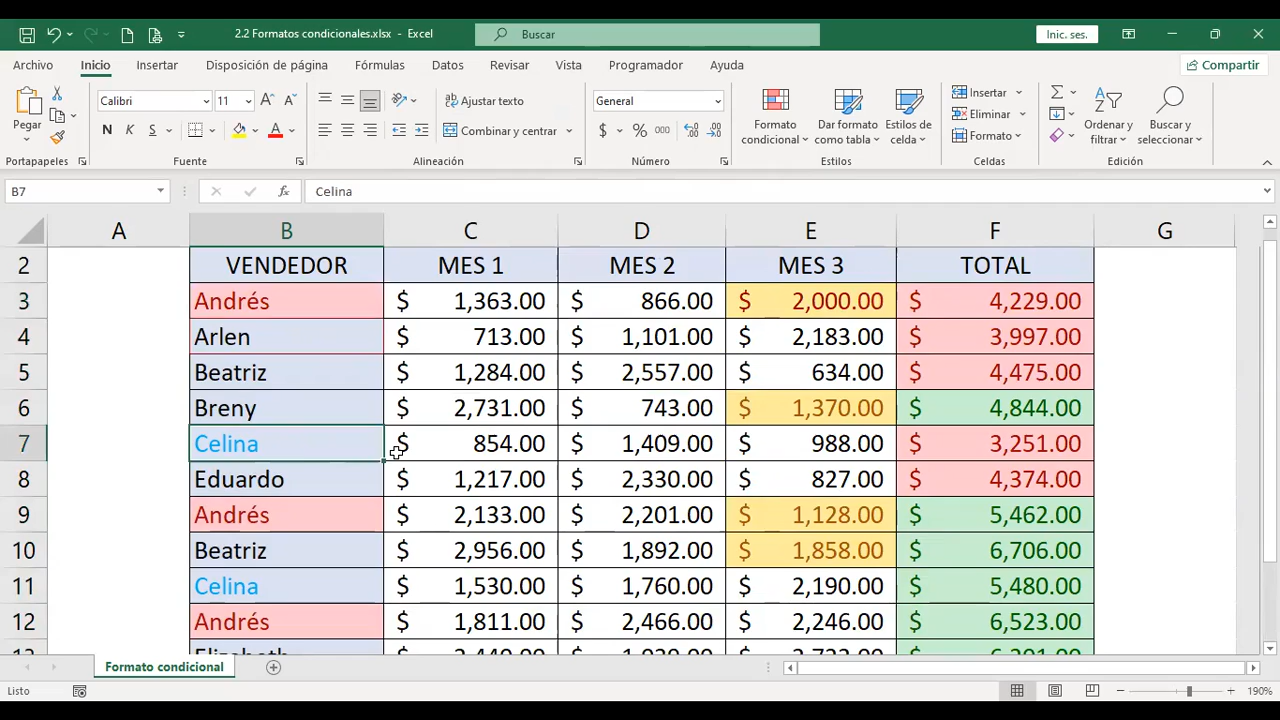 2.2 Formatos condicionales.xlsx - Excel
Buscar
Inic. ses.
Archivo Inicio Insertar Disposición de página Fórmulas Datos Revisar Vista Programador Ayuda
Compartir
Pegar
Calibri 11
N K S
Ajustar texto
Combinar y centrar
General
$ % 000
Formato condicional
Dar formato como tabla
Estilos de celda
Insertar
Eliminar
Formato
Ordenar y filtrar
Buscar y seleccionar
Portapapeles Fuente Alineación Número Estilos Celdas Edición
B7 fx Celina
A B C D E F G
2 VENDEDOR MES 1 MES 2 MES 3 TOTAL
3 Andrés $ 1,363.00 $ 866.00 $ 2,000.00 $ 4,229.00
4 Arlen $ 713.00 $ 1,101.00 $ 2,183.00 $ 3,997.00
5 Beatriz $ 1,284.00 $ 2,557.00 $ 634.00 $ 4,475.00
6 Breny $ 2,731.00 $ 743.00 $ 1,370.00 $ 4,844.00
7 Celina $ 854.00 $ 1,409.00 $ 988.00 $ 3,251.00
8 Eduardo $ 1,217.00 $ 2,330.00 $ 827.00 $ 4,374.00
9 Andrés $ 2,133.00 $ 2,201.00 $ 1,128.00 $ 5,462.00
10 Beatriz $ 2,956.00 $ 1,892.00 $ 1,858.00 $ 6,706.00
11 Celina $ 1,530.00 $ 1,760.00 $ 2,190.00 $ 5,480.00
12 Andrés $ 1,811.00 $ 2,466.00 $ 2,246.00 $ 6,523.00
Formato condicional
Listo
190%